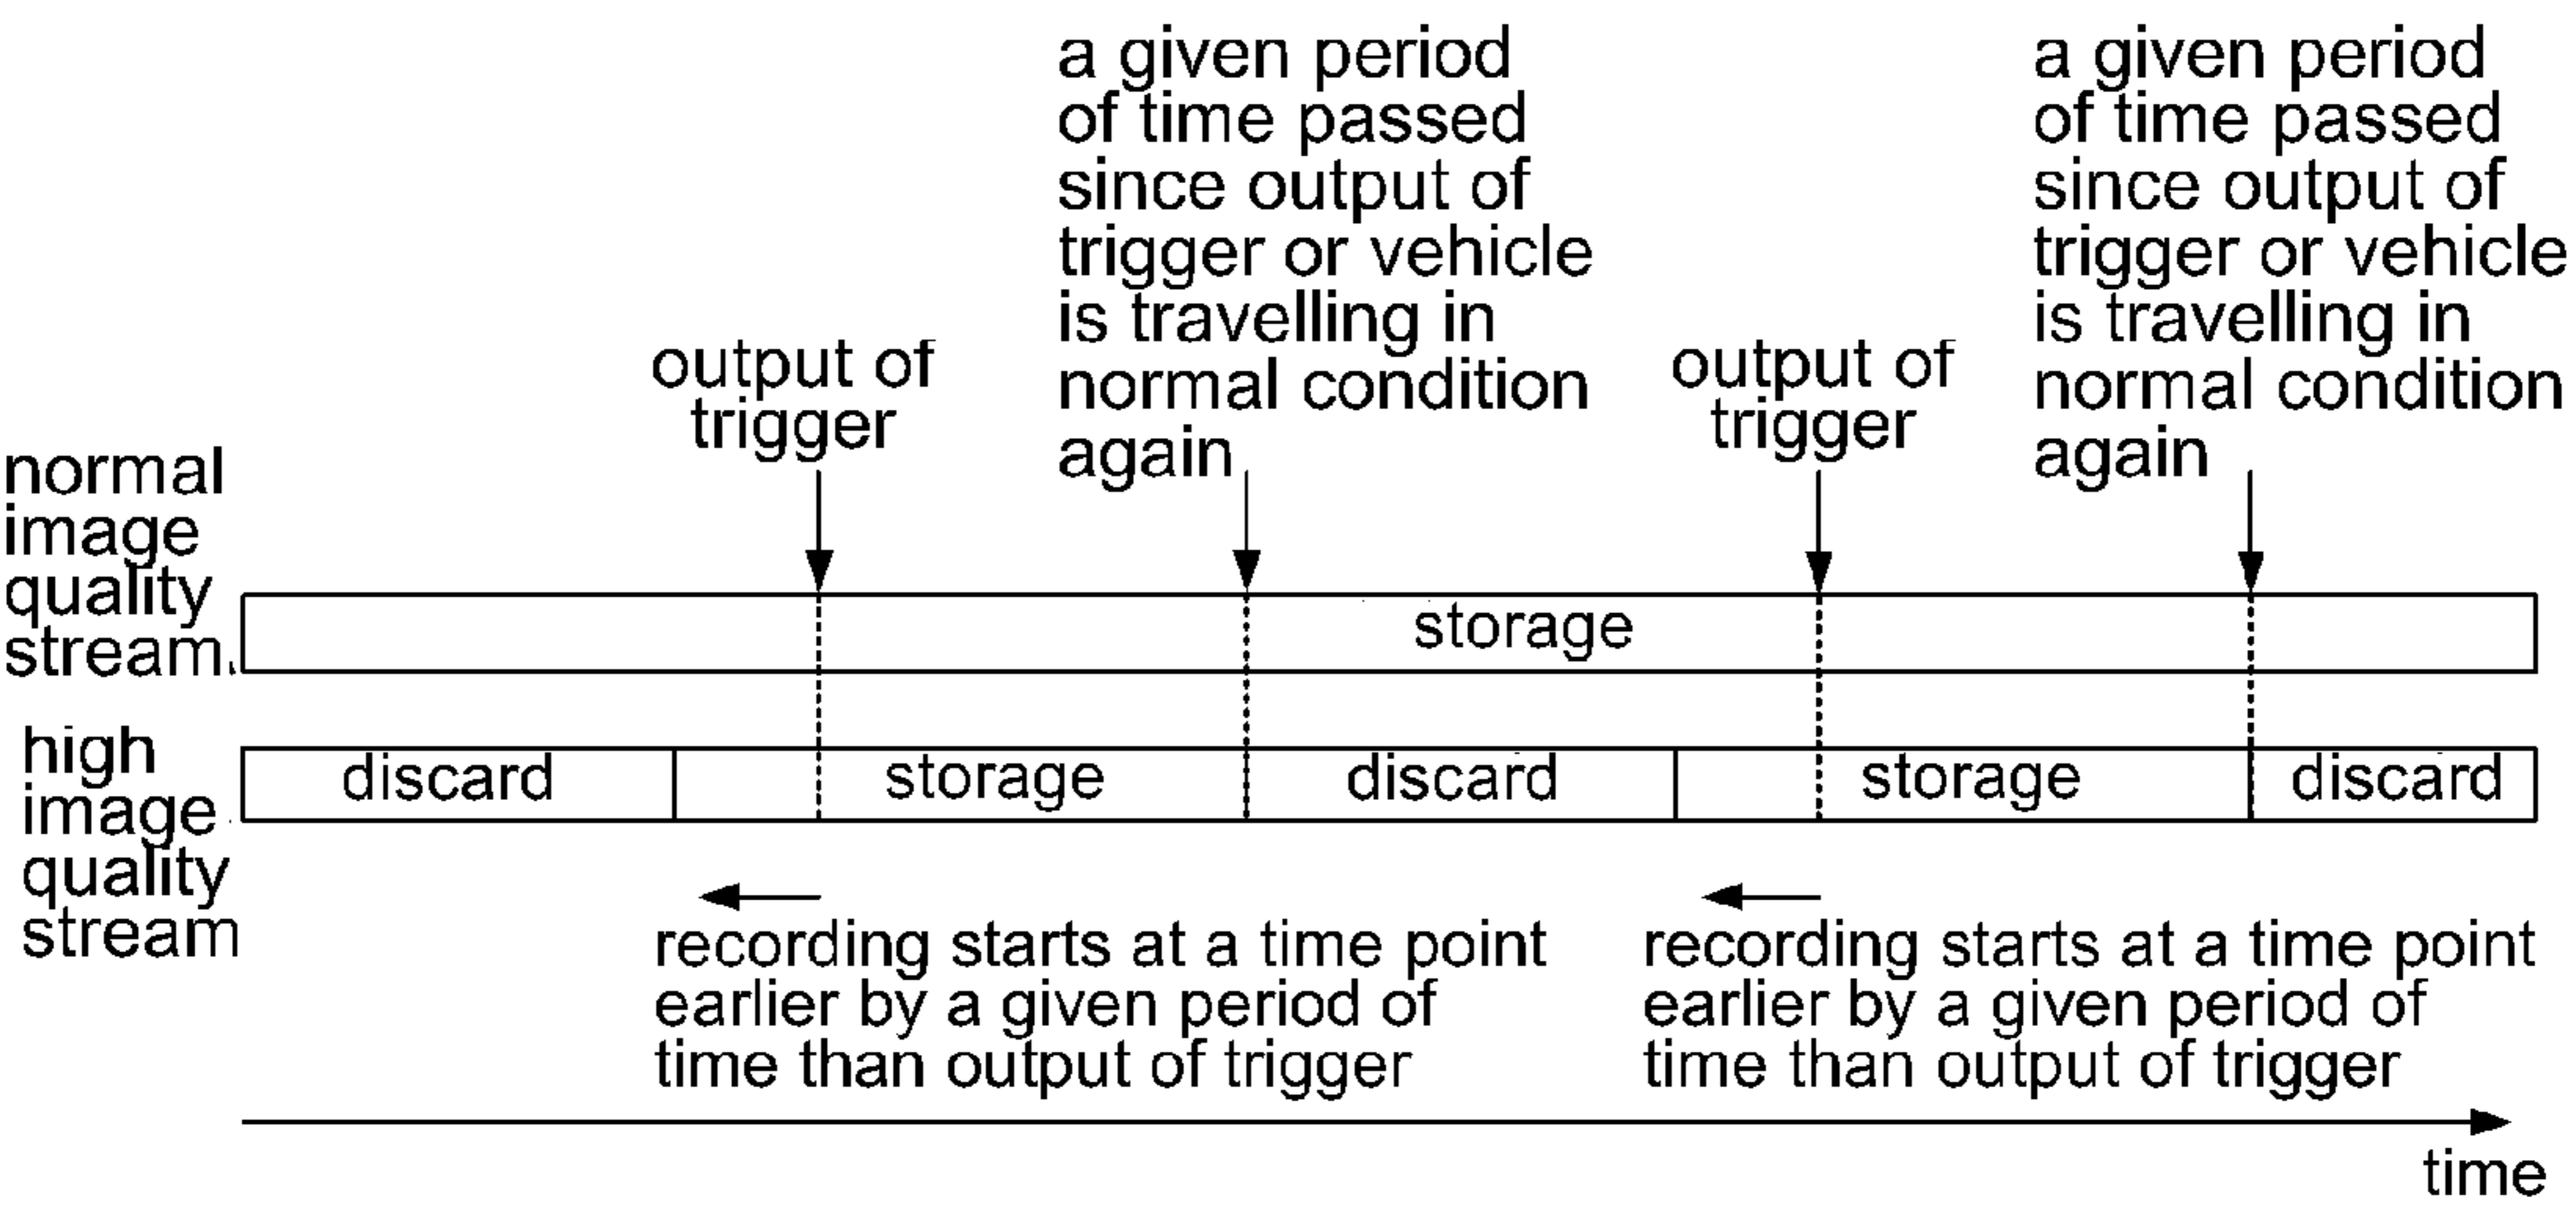 a given period
of time passed
since output of
trigger or vehicle
is travelling in
normal condition
again
a given period
of time passed
since output of
trigger or vehicle
is travelling in
normal condition
again
output of
trigger
output of
trigger
normal
image
quality
stream
storage
high
image
quality
stream
discard
storage
discard
storage
discard
recording starts at a time point
earlier by a given period of
time than output of trigger
recording starts at a time point
earlier by a given period of
time than output of trigger
time